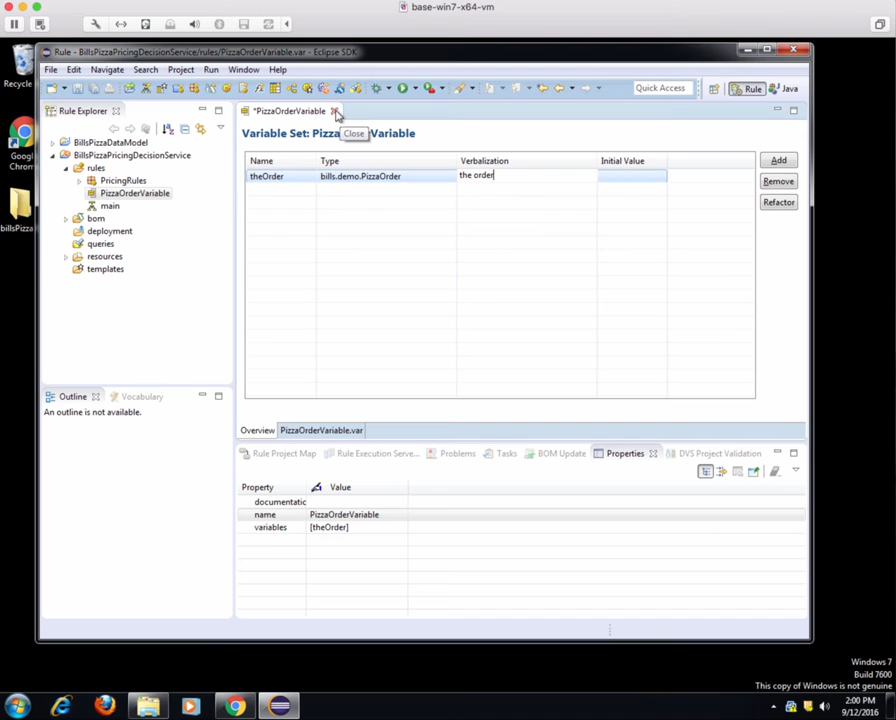 base-win7-x64-vm
Rule - BillsPizzaPricingDecisionService/rules/PizzaOrderVariable.var - Eclipse SDK
File Edit Navigate Search Project Run Window Help
Quick Access Rule Java
Recycle
Google
billsPizz
Rule Explorer
BillsPizzaDataModel
BillsPizzaPricingDecisionService
rules
PricingRules
PizzaOrderVariable
main
bom
deployment
queries
resources
templates
Outline Vocabulary
An outline is not available.
*PizzaOrderVariable
Close
Variable Set: Pizza Variable
Name Type Verbalization Initial Value
theOrder bills.demo.PizzaOrder the order
Add
Remove
Refactor
Overview PizzaOrderVariable.var
Rule Project Map Rule Execution Serve... Problems Tasks BOM Update Properties DVS Project Validation
Property Value
documentatic
name PizzaOrderVariable
variables [theOrder]
Windows 7
Build 7600
This copy of Windows is not genuine
2:00 PM
9/12/2016